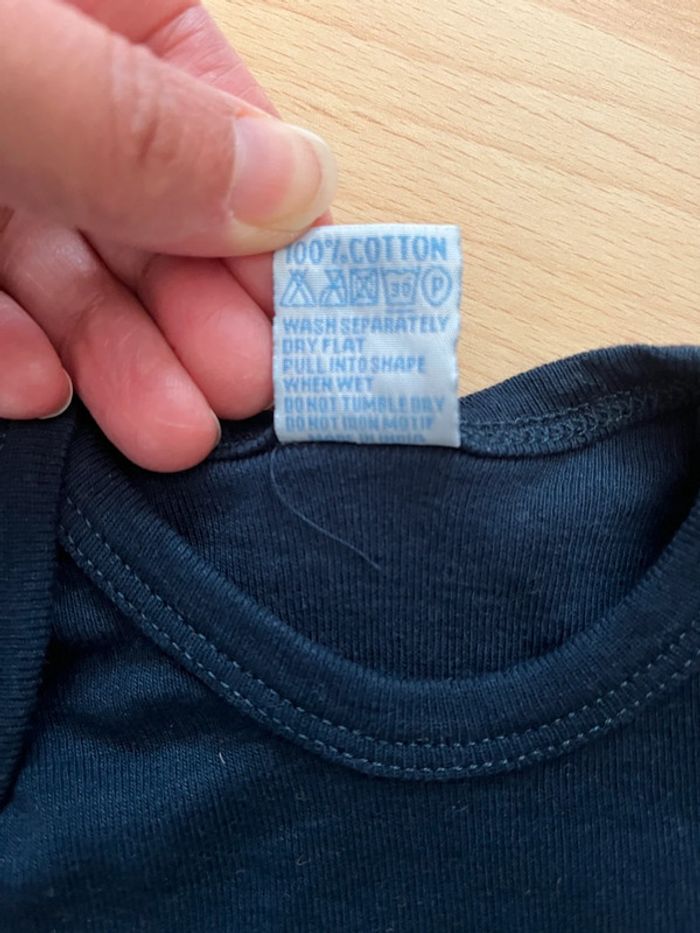 100% COTTON
30 P
WASH SEPARATELY
DRY FLAT
PULL INTO SHAPE
WHEN WET
DO NOT TUMBLE DRY
DO NOT IRON MOTIF